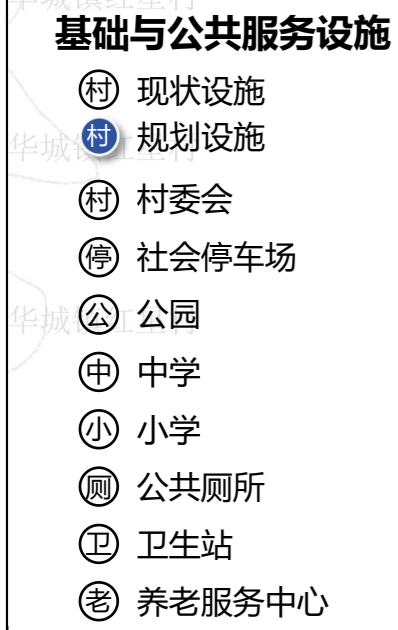 基础与公共服务设施
村 现状设施
村 规划设施
村 村委会
停 社会停车场
公 公园
中 中学
小 小学
厕 公共厕所
卫 卫生站
老 养老服务中心